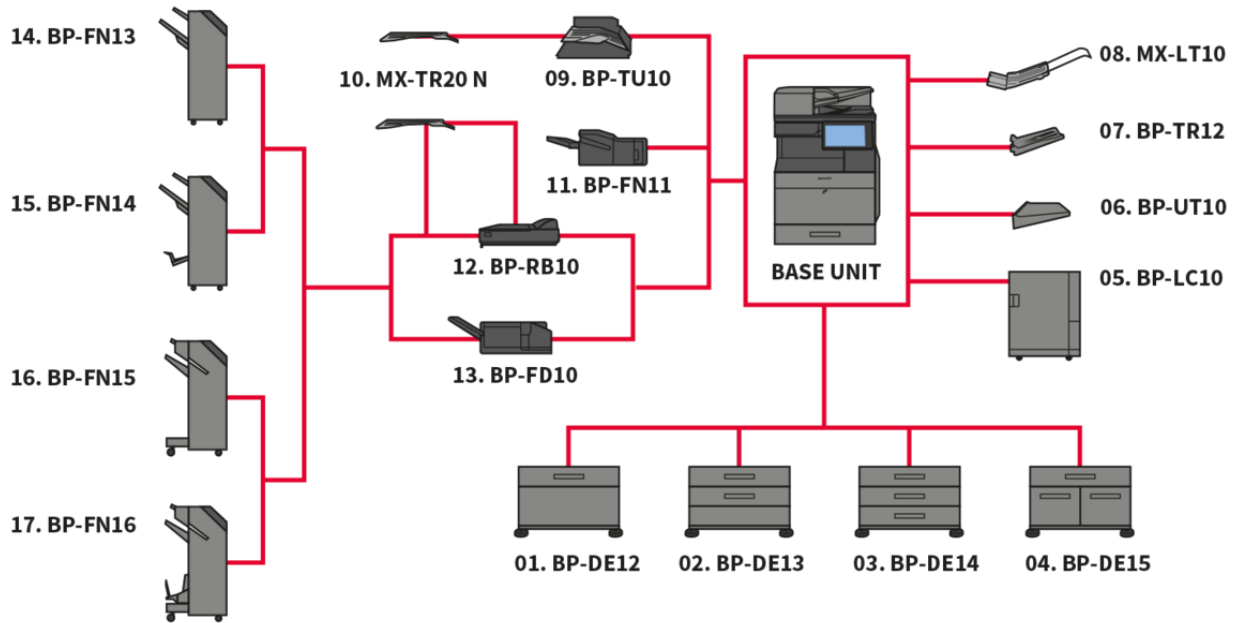 14. BP-FN13
10. MX-TR20 N
09. BP-TU10
08. MX-LT10
07. BP-TR12
15. BP-FN14
11. BP-FN11
06. BP-UT10
12. BP-RB10
BASE UNIT
05. BP-LC10
16. BP-FN15
13. BP-FD10
17. BP-FN16
01. BP-DE12
02. BP-DE13
03. BP-DE14
04. BP-DE15